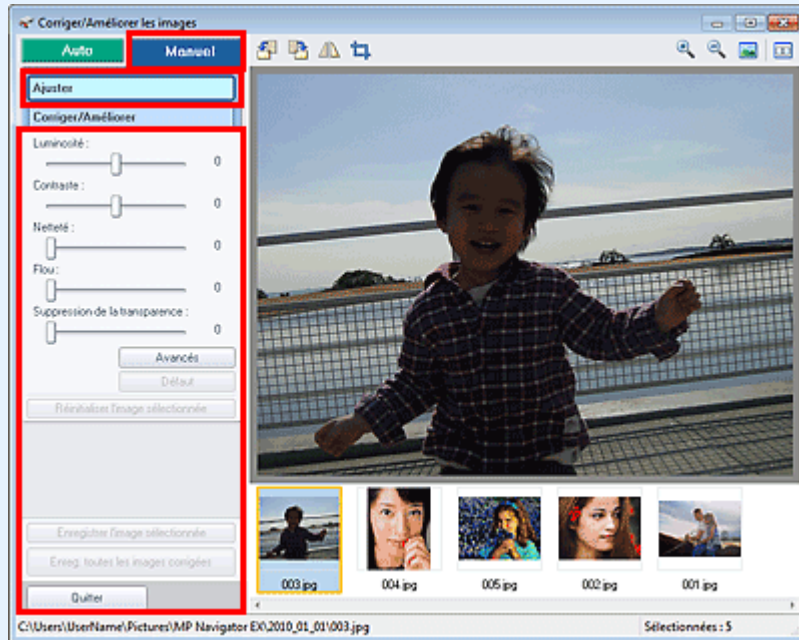 Corriger/Améliorer les images
Auto
Manuel
Ajuster
Corriger/Améliorer
Luminosité :
0
Contraste :
0
Netteté :
0
Flou :
0
Suppression de la transparence :
0
Avancés
Défaut
Réinitialiser l'image sélectionnée
Enregistrer l'image sélectionnée
Enreg. toutes les images corrigées
Quitter
003.jpg
004.jpg
005.jpg
002.jpg
001.jpg
C:\Users\UserName\Pictures\MP Navigator EX\2010_01_01\003.jpg
Sélectionnées : 5